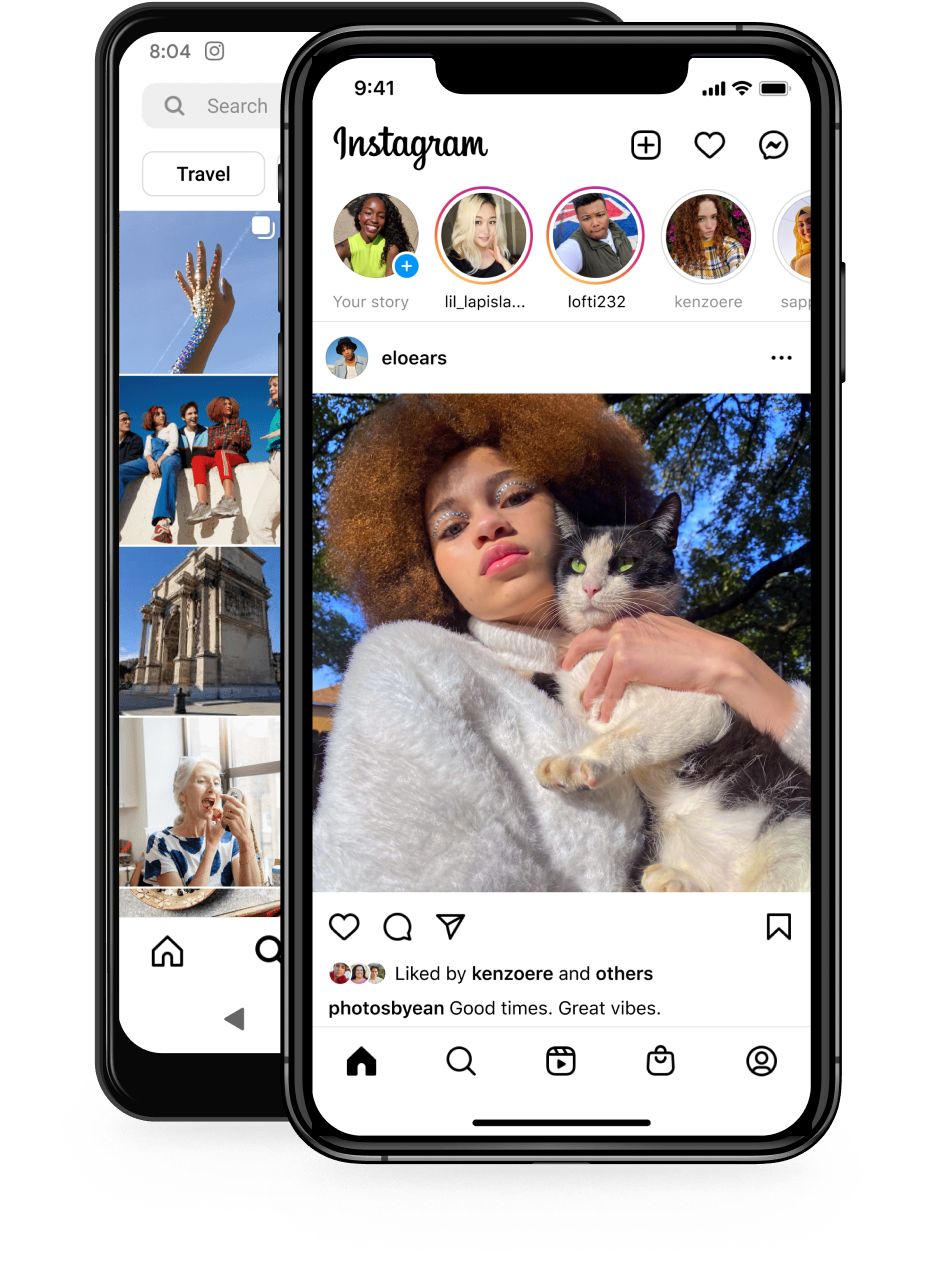 8:04
Search
Travel
9:41
Instagram
Your story
lil_lapisla...
lofti232
kenzoere
sapp
eloears
Liked by kenzoere and others
photosbyean Good times. Great vibes.